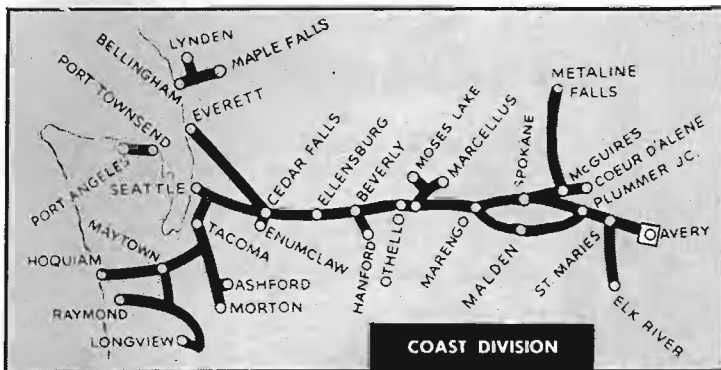 LYNDEN
MAPLE FALLS
BELLINGHAM
PORT TOWNSEND
EVERETT
PORT ANGELES
SEATTLE
CEDAR FALLS
ELLENSBURG
BEVERLY
MOSES LAKE
MARCELLUS
SPOKANE
METALINE
FALLS
McGUIRES
COEUR D'ALENE
PLUMMER JC.
AVERY
MAYTOWN
TACOMA
ENUMCLAW
HANFORD
OTHELLO
MARENGO
MALDEN
ST. MARIES
ELK RIVER
HOQUIAM
ASHFORD
MORTON
RAYMOND
LONGVIEW
COAST DIVISION